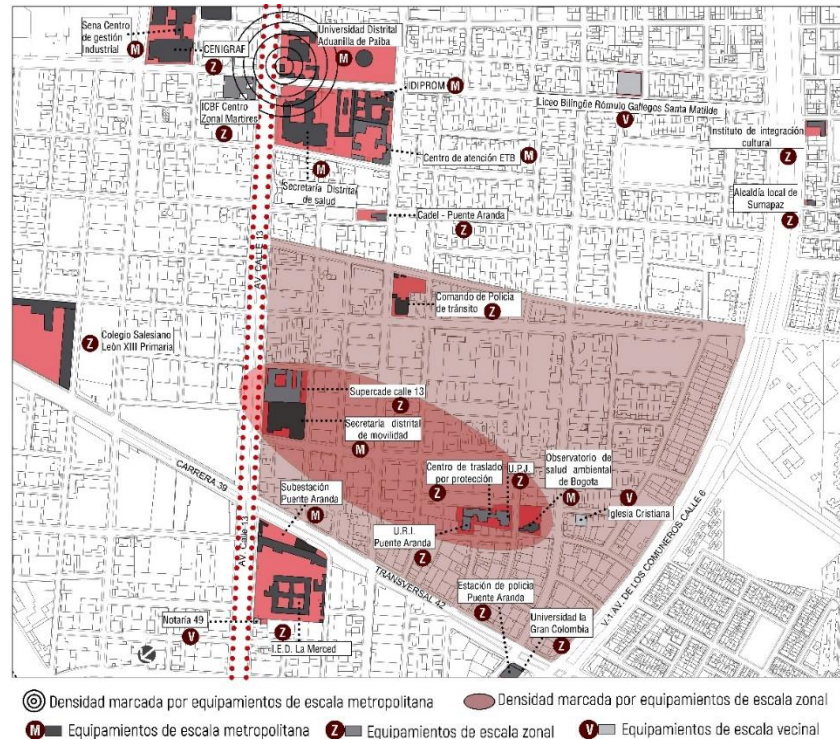 Sena Centro
de gestión
Industrial
M
CENIGRAF
Z
Universidad Distrital
Aduanilla de Paiba
M
ICBF Centro
Zonal Martires
Z
IDIPROM
M
Liceo Bilingüe Rómulo Gallegos Santa Matilde
V
Instituto de integración
cultural
Z
Centro de atención ETB
M
M
Secretaría Distrital
de salud
Alcaldía local de
Sumapaz
Z
Cadel - Puente Aranda
Z
AV. CALLE 13
Comando de Policía
de tránsito
Z
Z
Colegio Salesiano
León XIII Primaria
Supercade calle 13
Z
Secretaría distrital
de movilidad
M
CARRERA 39
Centro de traslado
por protección
Z
U.P.J.
Z
Observatorio de
salud ambiental
de Bogota
M
V
Iglesia Cristiana
Subestación
Puente Aranda
M
U.R.I.
Puente Aranda
Z
AV. Calle 13
TRANSVERSAL 42
V-1 AV. DE LOS COMUNEROS CALLE 6
Estación de policía
Puente Aranda
Z
Universidad la
Gran Colombia
Z
Notaría 49
V
Z
I.E.D. La Merced
Densidad marcada por equipamientos de escala metropolitana
Densidad marcada por equipamientos de escala zonal
M Equipamientos de escala metropolitana
Z Equipamientos de escala zonal
V Equipamientos de escala vecinal